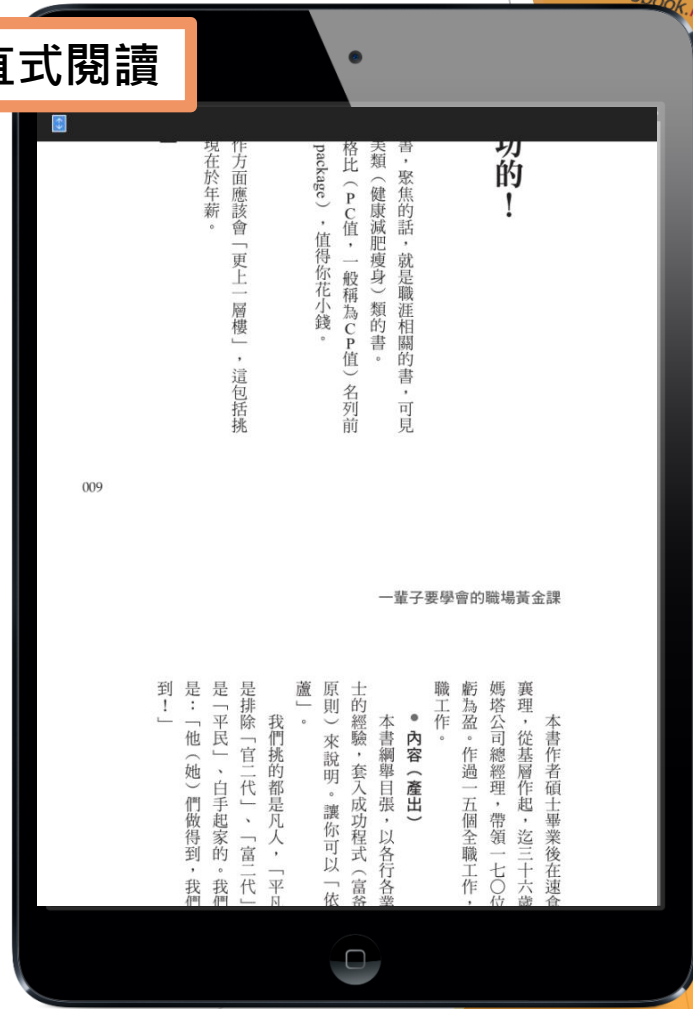 直式閱讀
功的！
書，聚焦的話，就是職涯相關的書，可見
美類（健康減肥瘦身）類的書。
格比（PC值，一般稱為CP值）名列前
package），值得你花小錢。
作方面應該會「更上一層樓」，這包括挑
現在於年薪。
009
一輩子要學會的職場黃金課
本書作者碩士畢業後在速食
襄理，從基層作起，迄三十六歲
媽塔公司總經理，帶領一七〇位
虧為盈。作過一五個全職工作，
職工作。
●內容（產出）
本書綱舉目張，以各行各業
士的經驗，套入成功程式（富爸
原則）來說明。讓你可以「依
蘆」。
我們挑的都是凡人，「平凡
是排除「官二代」、「富二代」
是「平民」、白手起家的。我們
是：「他（她）們做得到，我們
到！」